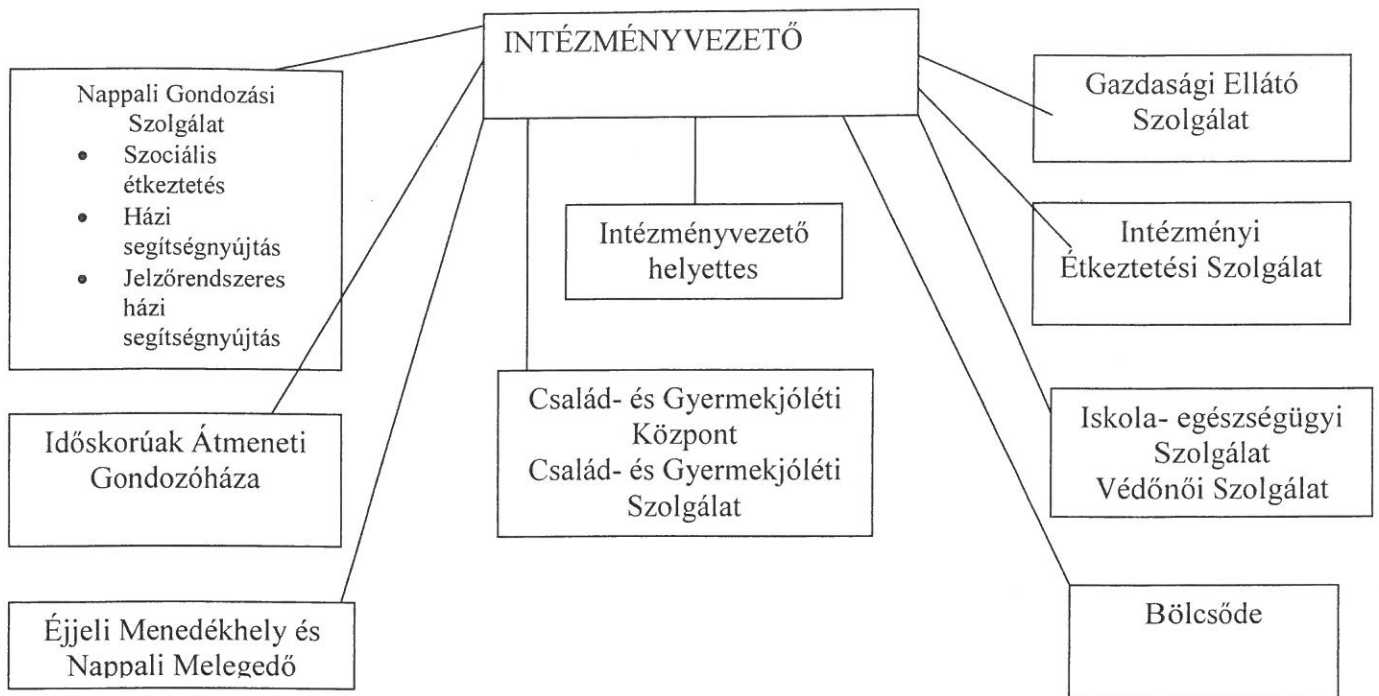 INTÉZMÉNYVEZETŐ
Nappali Gondozási
Szolgálat
• Szociális
étkeztetés
• Házi
segítségnyújtás
• Jelzőrendszeres
házi
segítségnyújtás
Időskorúak Átmeneti
Gondozóháza
Éjjeli Menedékhely és
Nappali Melegedő
Intézményvezető
helyettes
Család- és Gyermekjóléti
Központ
Család- és Gyermekjóléti
Szolgálat
Gazdasági Ellátó
Szolgálat
Intézményi
Étkeztetési Szolgálat
Iskola- egészségügyi
Szolgálat
Védőnői Szolgálat
Bölcsőde